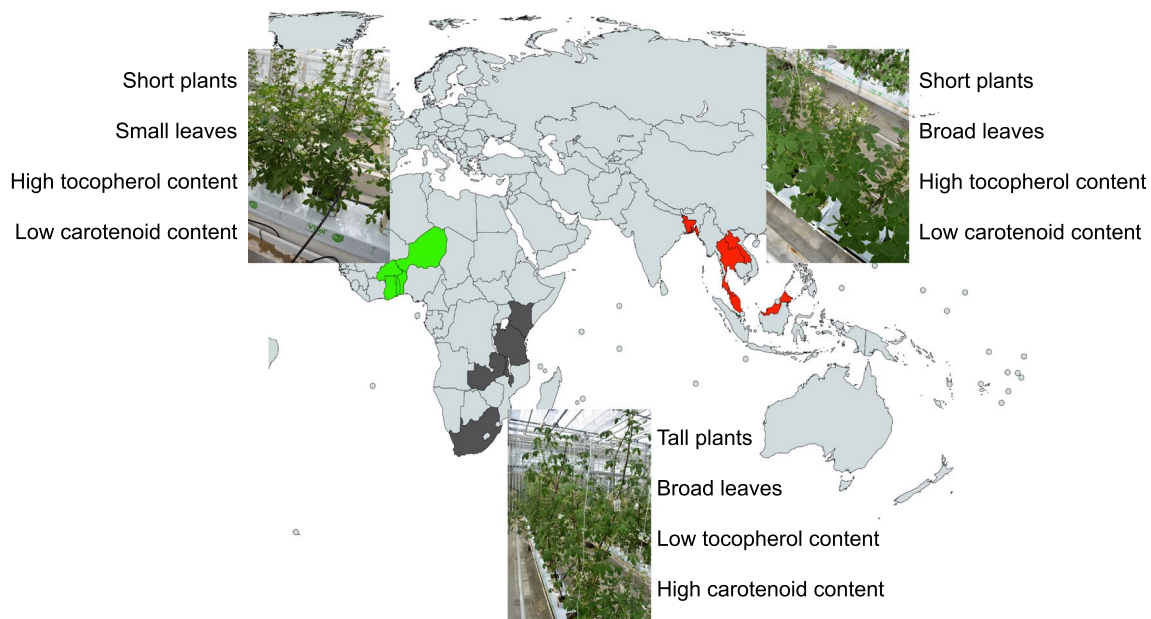 Short plants
Small leaves
High tocopherol content
Low carotenoid content
Short plants
Broad leaves
High tocopherol content
Low carotenoid content
Tall plants
Broad leaves
Low tocopherol content
High carotenoid content